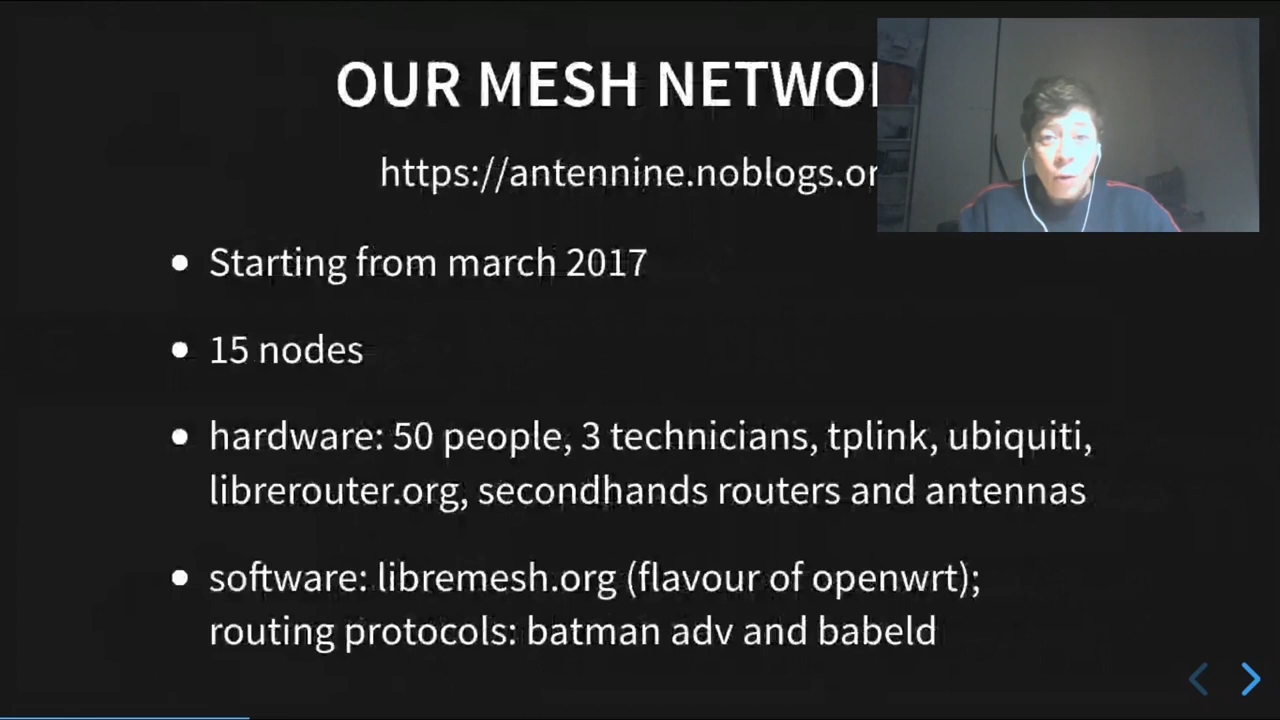 OUR MESH NETWO
https://antennine.noblogs.or
• Starting from march 2017
• 15 nodes
• hardware: 50 people, 3 technicians, tplink, ubiquiti,
librerouter.org, secondhands routers and antennas
• software: libremesh.org (flavour of openwrt);
routing protocols: batman adv and babeld